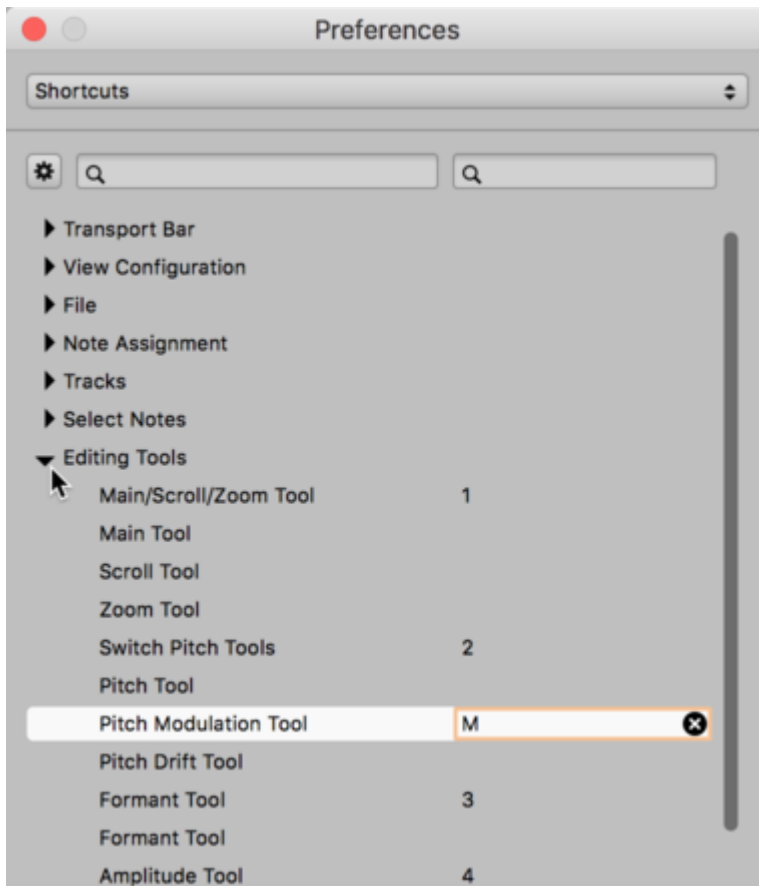 Preferences
Shortcuts
Transport Bar
View Configuration
File
Note Assignment
Tracks
Select Notes
Editing Tools
Main/Scroll/Zoom Tool 1
Main Tool
Scroll Tool
Zoom Tool
Switch Pitch Tools 2
Pitch Tool
Pitch Modulation Tool M
Pitch Drift Tool
Formant Tool 3
Formant Tool
Amplitude Tool 4